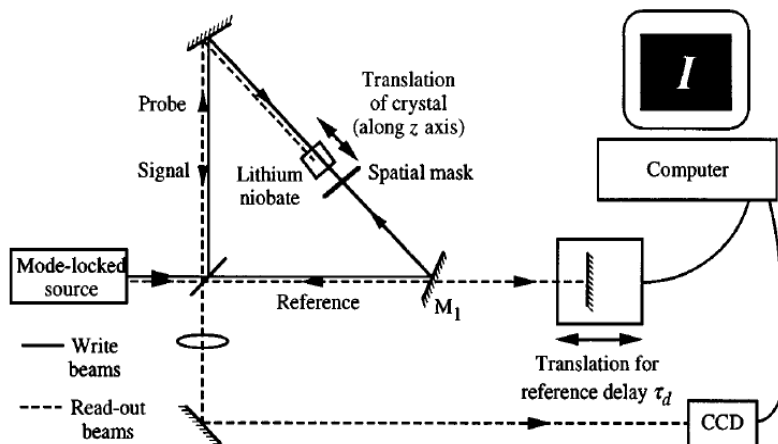 I
Translation
of crystal
(along z axis)
Probe
Signal
Lithium
niobate
Spatial mask
Computer
Mode-locked
source
Reference
M₁
Write
beams
Read-out
beams
Translation for
reference delay τd
CCD